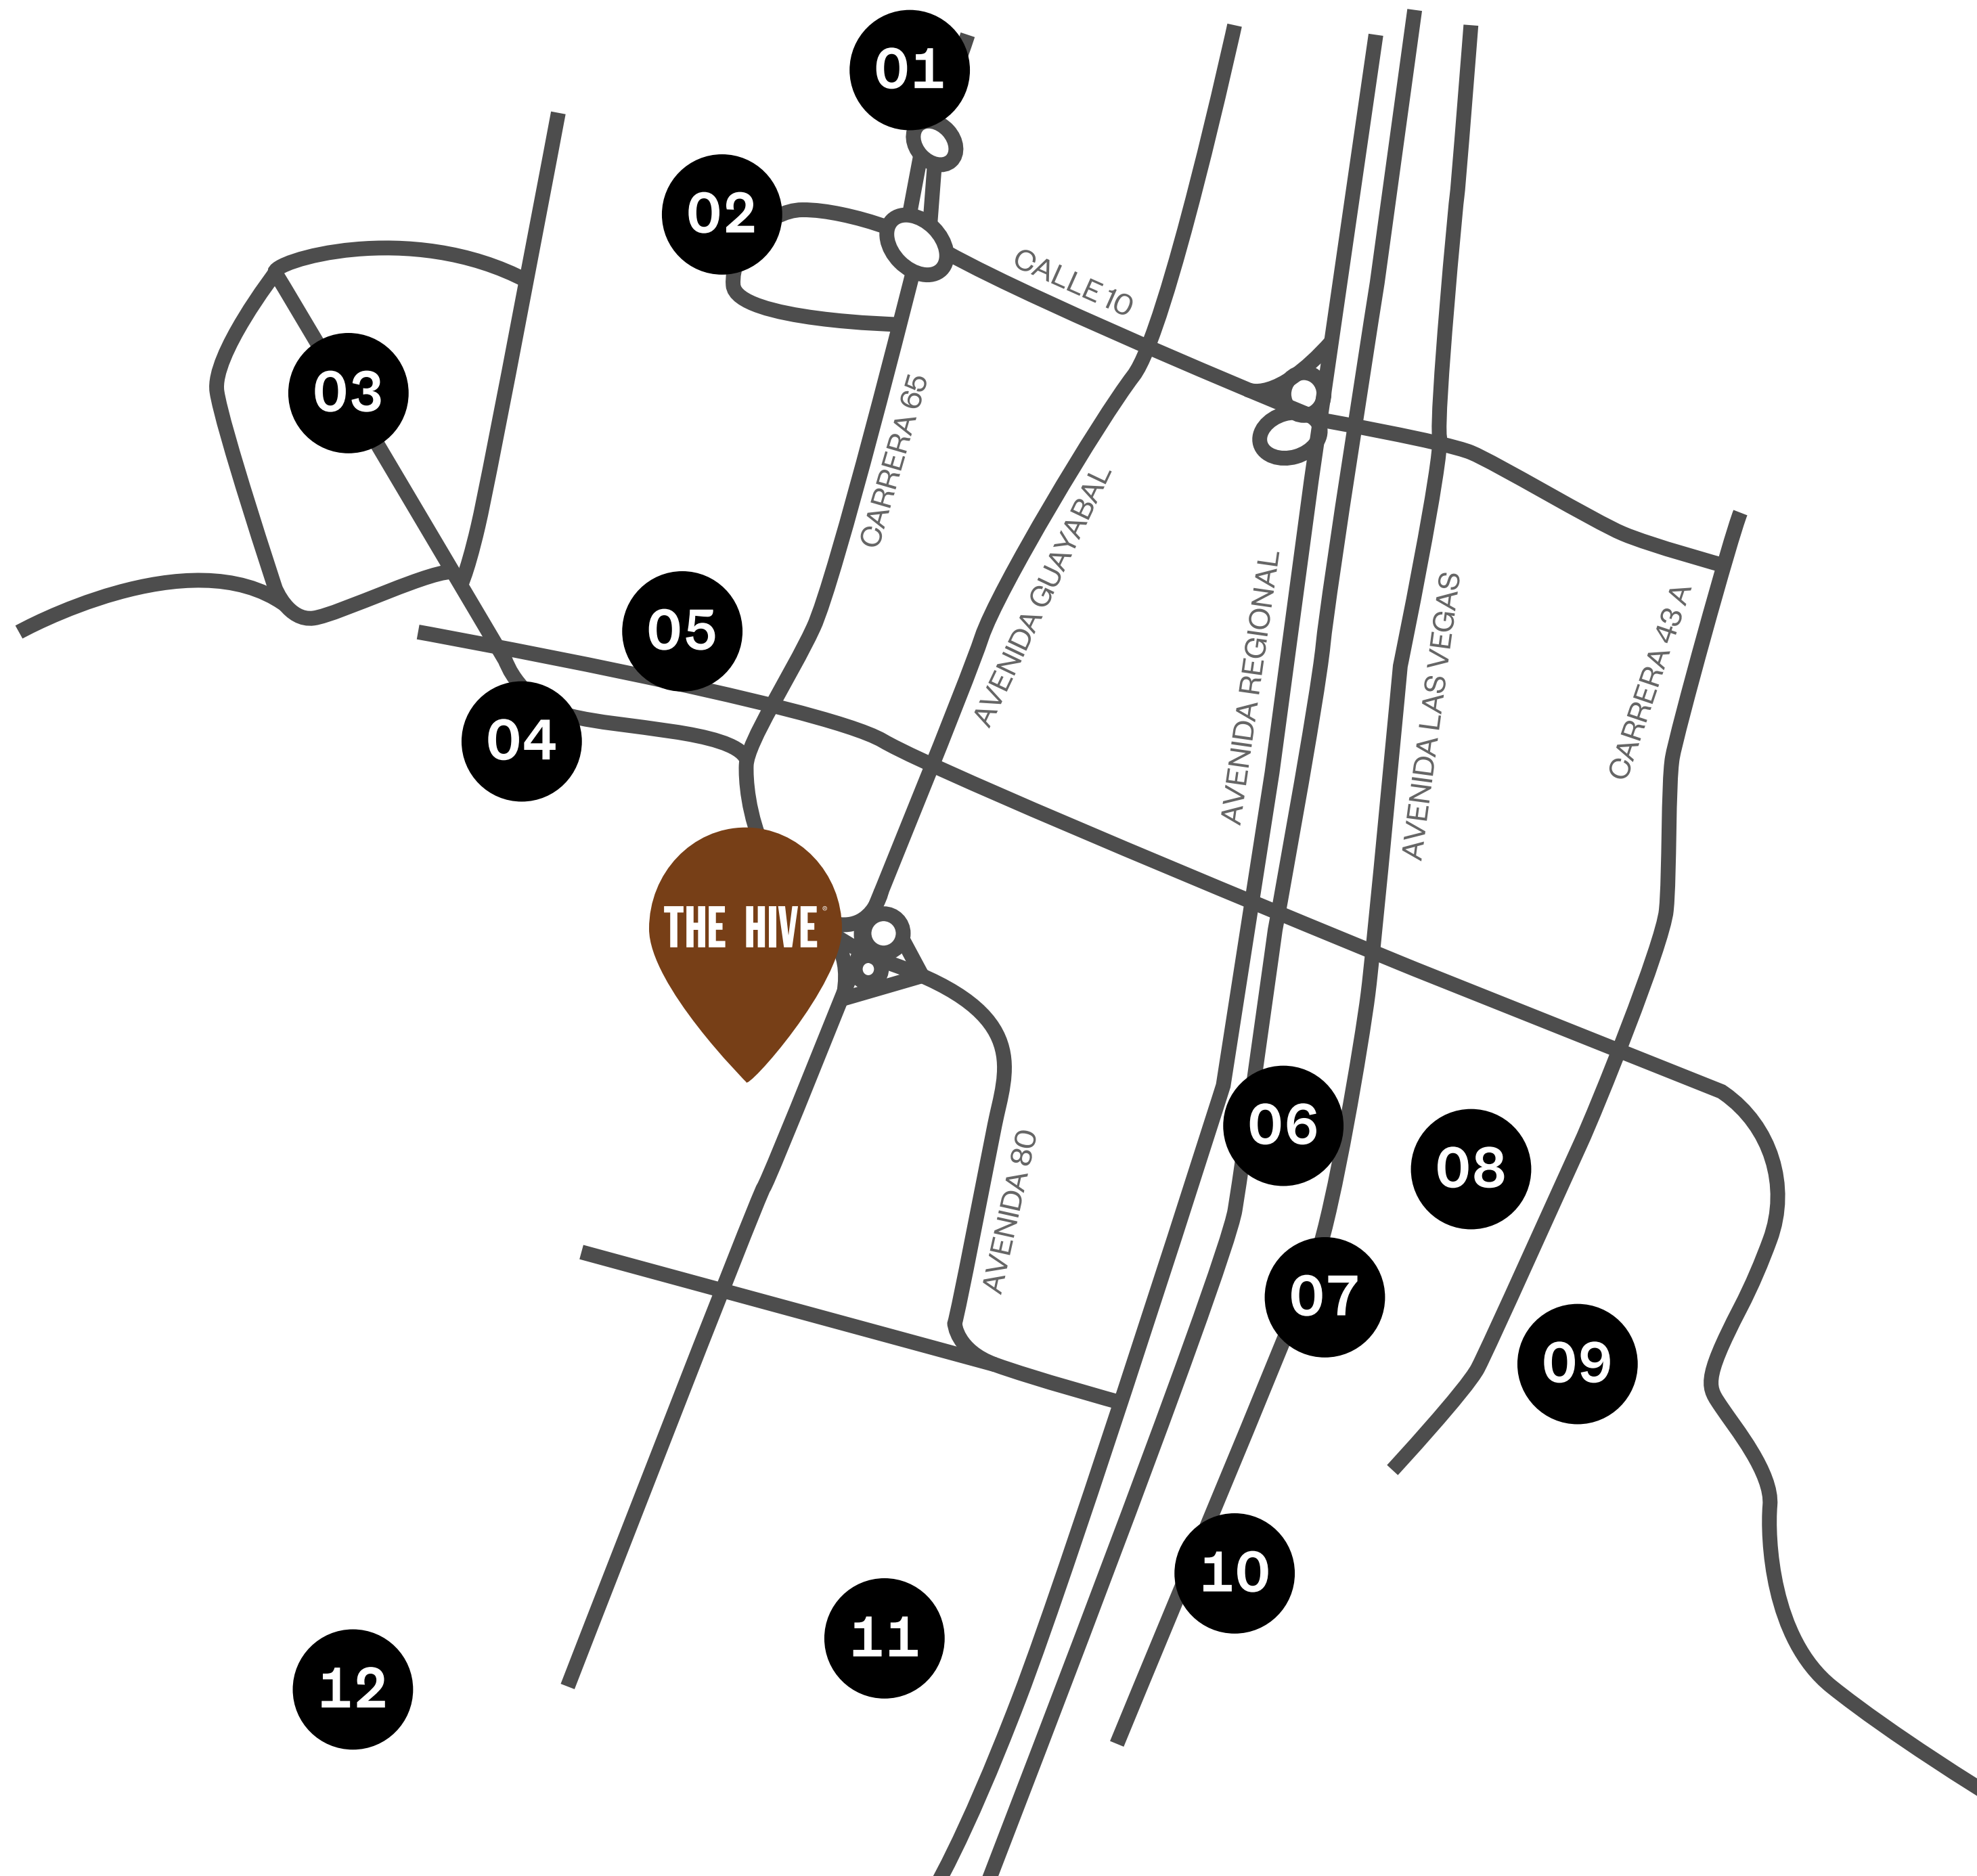 01
02
CALLE 10
03
CARRERA 65
AVENIDA GUAYABAL
05
AVENIDA REGIONAL
AVENIDA LAS VEGAS
CARRERA 43 A
04
THE HIVE®
06
08
AVENIDA 80
07
09
10
11
12